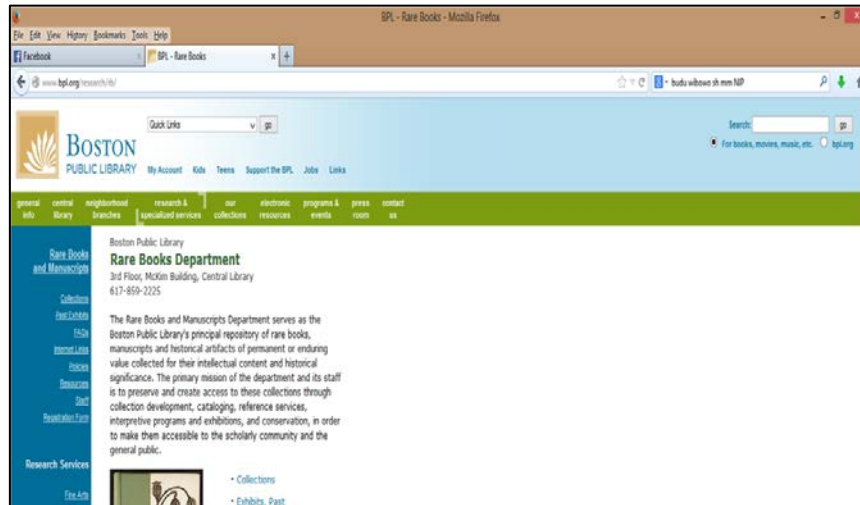 BPL - Rare Books - Mozilla Firefox
File Edit View History Bookmarks Tools Help
Facebook
BPL - Rare Books
www.bpl.org/research/rb/
budu wibowo sh mm NIP
Quick Links
go
Search:
go
For books, movies, music, etc.
bpl.org
BOSTON
PUBLIC LIBRARY
My Account Kids Teens Support the BPL Jobs Links
general info
central library
neighborhood branches
research & specialized services
our collections
electronic resources
programs & events
press room
contact us
Rare Books
and Manuscripts
Collections
Past Exhibits
FAQs
Internet Links
Policies
Resources
Staff
Registration Form
Research Services
Fine Arts
Boston Public Library
Rare Books Department
3rd Floor, McKim Building, Central Library
617-859-2225
The Rare Books and Manuscripts Department serves as the
Boston Public Library's principal repository of rare books,
manuscripts and historical artifacts of permanent or enduring
value collected for their intellectual content and historical
significance. The primary mission of the department and its staff
is to preserve and create access to these collections through
collection development, cataloging, reference services,
interpretive programs and exhibitions, and conservation, in order
to make them accessible to the scholarly community and the
general public.
• Collections
• Exhibits, Past